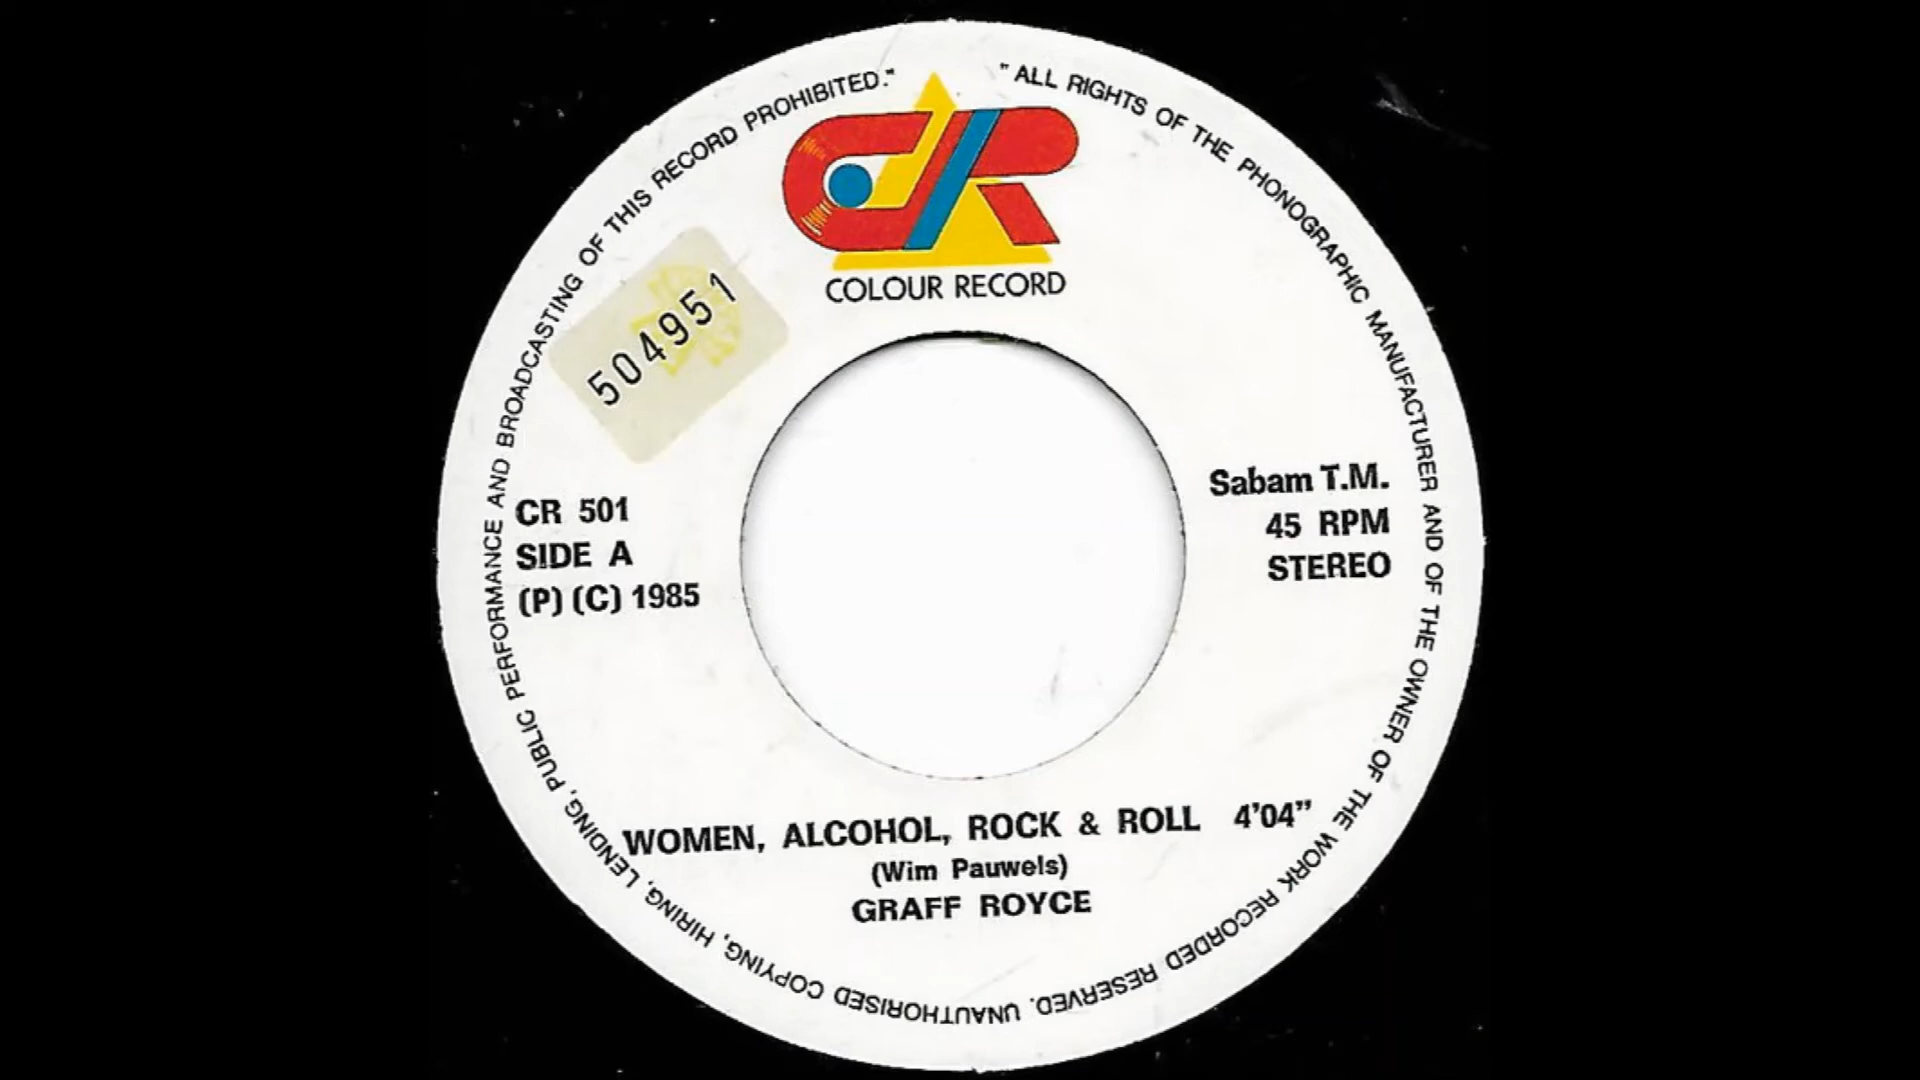 "ALL RIGHTS OF THE PHONOGRAPHIC MANUFACTURER AND OF THE OWNER OF THE WORK RECORDED RESERVED. UNAUTHORISED COPYING, HIRING, LENDING, PUBLIC PERFORMANCE AND BROADCASTING OF THIS RECORD PROHIBITED."
CR
COLOUR RECORD
504951
CR 501
SIDE A
(P) (C) 1985
Sabam T.M.
45 RPM
STEREO
WOMEN, ALCOHOL, ROCK & ROLL 4'04"
(Wim Pauwels)
GRAFF ROYCE